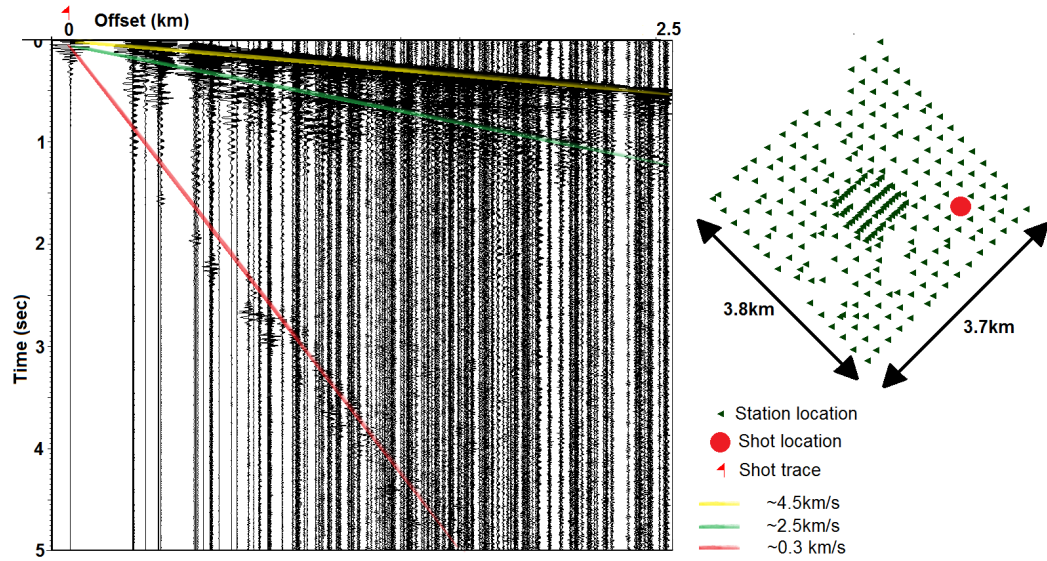 Offset (km)
0
2.5
0
1
2
3
4
5
Time (sec)
3.8km
3.7km
Station location
Shot location
Shot trace
~4.5km/s
~2.5km/s
~0.3 km/s